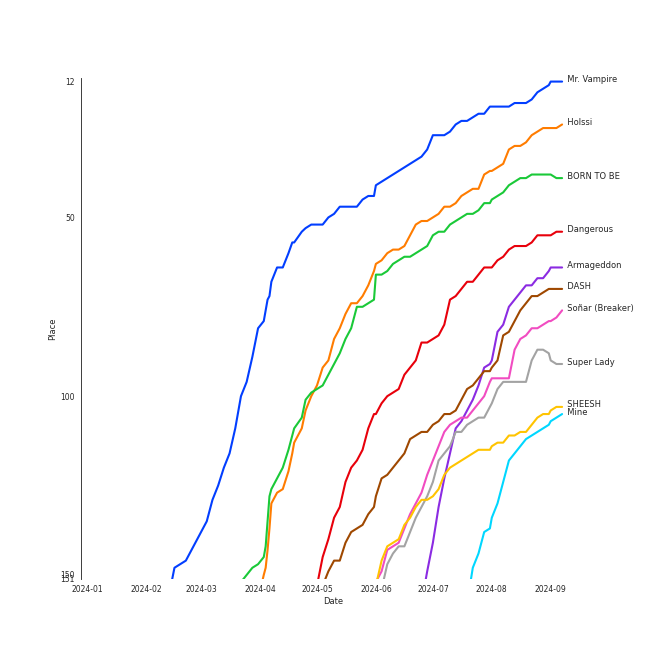 12
Mr. Vampire
Holssi
BORN TO BE
50
Dangerous
Armageddon
DASH
Soñar (Breaker)
Place
Super Lady
100
SHEESH
Mine
150
151
2024-01 2024-02 2024-03 2024-04 2024-05 2024-06 2024-07 2024-08 2024-09
Date